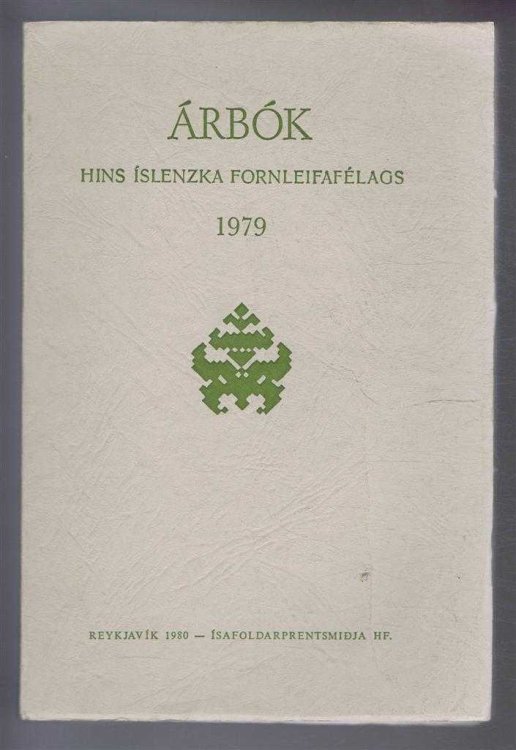 ÁRBÓK
HINS ÍSLENZKA FORNLEIFAFÉLAGS
1979
REYKJAVÍK 1980 — ÍSAFOLDARPRENTSMIÐJA HF.